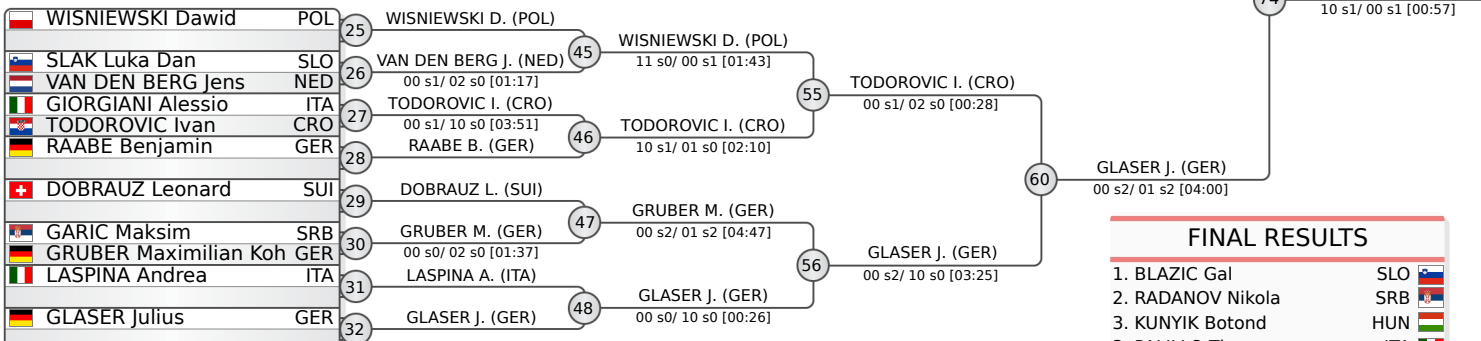 WISNIEWSKI Dawid POL
SLAK Luka Dan SLO
VAN DEN BERG Jens NED
GIORGIANI Alessio ITA
TODOROVIC Ivan CRO
RAABE Benjamin GER
DOBRAUZ Leonard SUI
GARIC Maksim SRB
GRUBER Maximilian Koh GER
LASPINA Andrea ITA
GLASER Julius GER
25
26
27
28
29
30
31
32
WISNIEWSKI D. (POL)
VAN DEN BERG J. (NED)
00 s1/ 02 s0 [01:17]
TODOROVIC I. (CRO)
00 s1/ 10 s0 [03:51]
RAABE B. (GER)
DOBRAUZ L. (SUI)
GRUBER M. (GER)
00 s0/ 02 s0 [01:37]
LASPINA A. (ITA)
GLASER J. (GER)
45
46
47
48
WISNIEWSKI D. (POL)
11 s0/ 00 s1 [01:43]
TODOROVIC I. (CRO)
10 s1/ 01 s0 [02:10]
GRUBER M. (GER)
00 s2/ 01 s2 [04:47]
GLASER J. (GER)
00 s0/ 10 s0 [00:26]
55
56
TODOROVIC I. (CRO)
00 s1/ 02 s0 [00:28]
GLASER J. (GER)
00 s2/ 10 s0 [03:25]
60
GLASER J. (GER)
00 s2/ 01 s2 [04:00]
10 s1/ 00 s1 [00:57]
FINAL RESULTS
1. BLAZIC Gal SLO
2. RADANOV Nikola SRB
3. KUNYIK Botond HUN